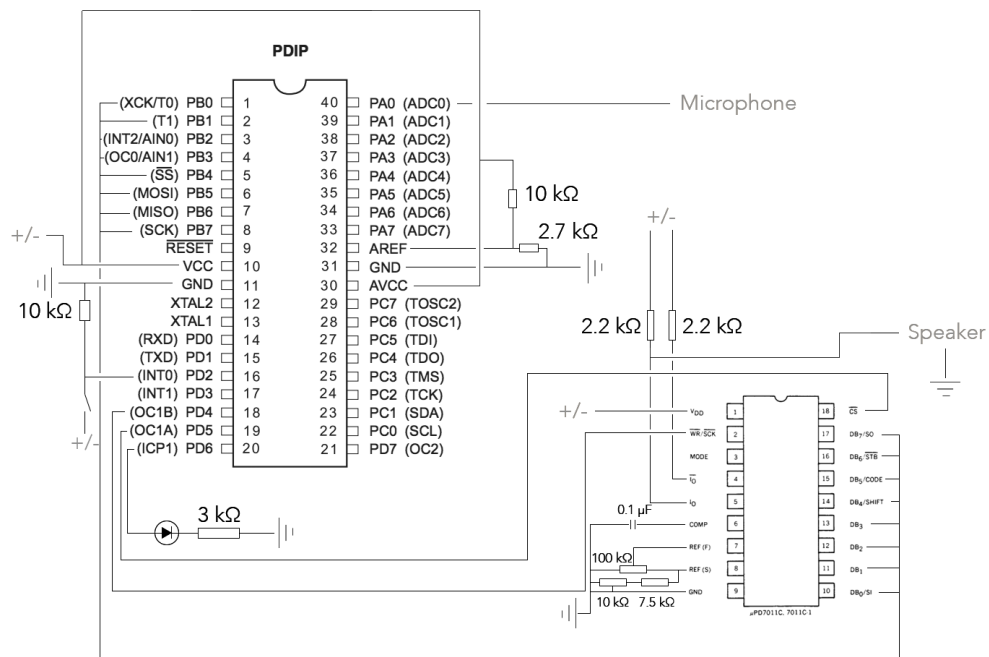 PDIP
(XCK/T0) PB0 1 40 PA0 (ADC0) Microphone
(T1) PB1 2 39 PA1 (ADC1)
(INT2/AIN0) PB2 3 38 PA2 (ADC2)
(OC0/AIN1) PB3 4 37 PA3 (ADC3)
(SS) PB4 5 36 PA4 (ADC4)
(MOSI) PB5 6 35 PA5 (ADC5)
10 kΩ
(MISO) PB6 7 34 PA6 (ADC6)
+/-
(SCK) PB7 8 33 PA7 (ADC7)
2.7 kΩ
+/-
RESET 9 32 AREF
VCC 10 31 GND
GND 11 30 AVCC
10 kΩ
XTAL2 12 29 PC7 (TOSC2)
XTAL1 13 28 PC6 (TOSC1)
2.2 kΩ 2.2 kΩ
Speaker
(RXD) PD0 14 27 PC5 (TDI)
(TXD) PD1 15 26 PC4 (TDO)
(INT0) PD2 16 25 PC3 (TMS)
(INT1) PD3 17 24 PC2 (TCK)
(OC1B) PD4 18 23 PC1 (SDA)
(OC1A) PD5 19 22 PC0 (SCL)
(ICP1) PD6 20 21 PD7 (OC2)
+/-
3 kΩ
+/- VDD 1 18 CS
WR/SCK 2 17 DB7/SO
MODE 3 16 DB6/STB
iO 4 15 DB5/CODE
iO 5 14 DB4/SHIFT
0.1 µF
COMP 6 13 DB3
REF (F) 7 12 DB2
100 kΩ
REF (S) 8 11 DB1
GND 9 10 DB0/SI
10 kΩ 7.5 kΩ
µPD7011C, 7011C-1